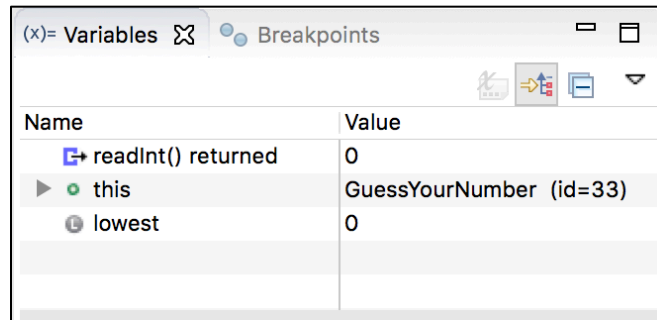 (x)= Variables Breakpoints
Name Value
readInt() returned 0
this GuessYourNumber (id=33)
L lowest 0